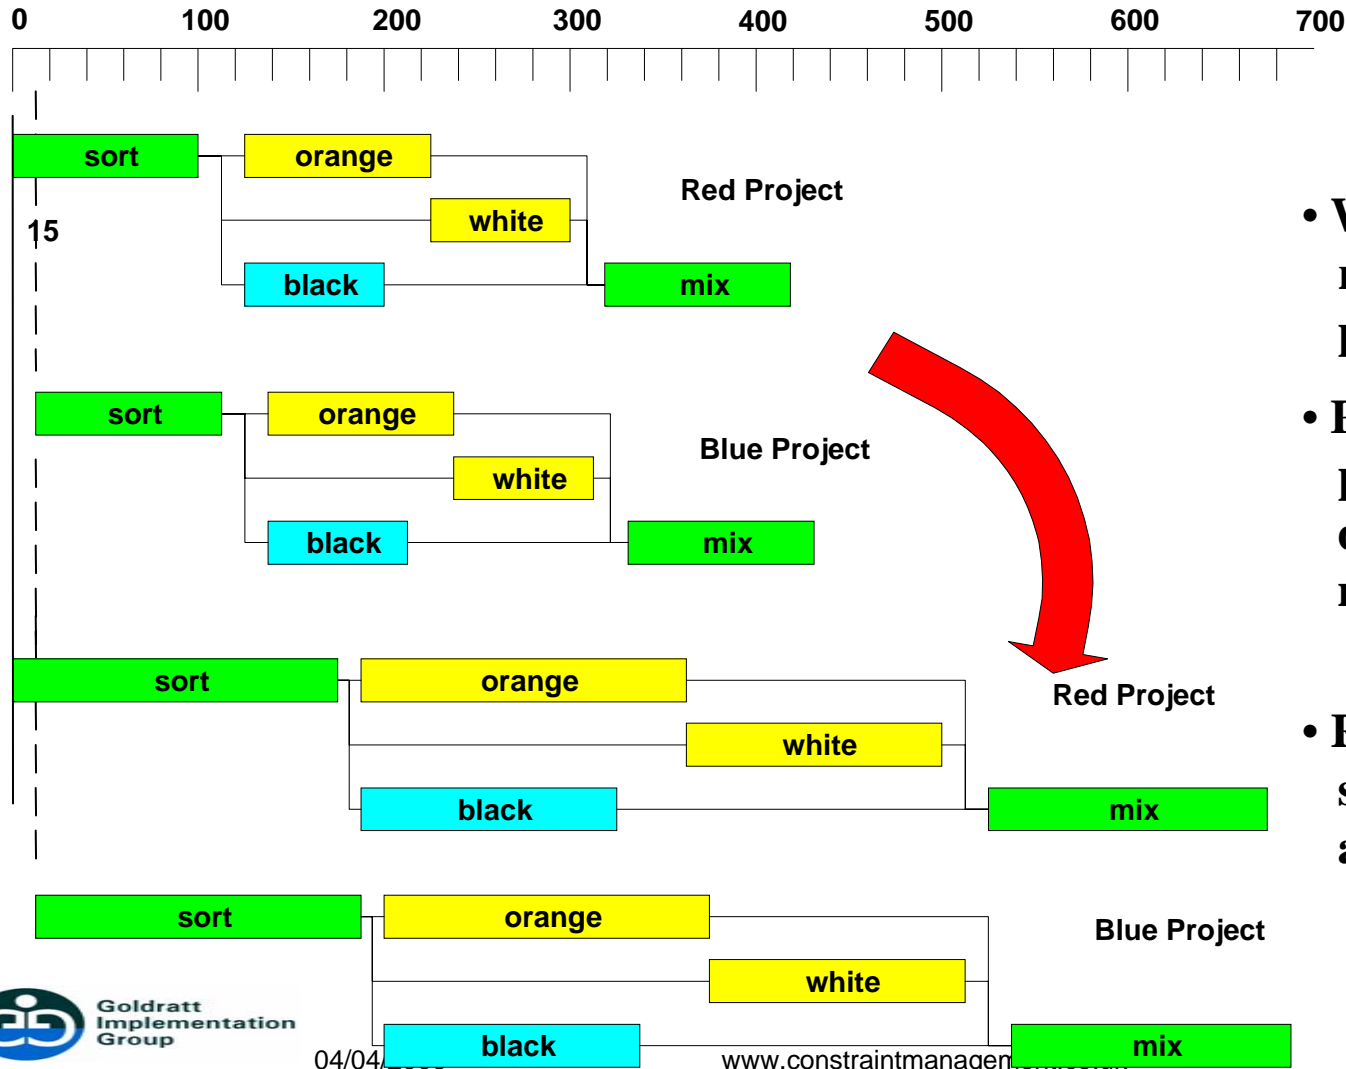 0 100 200 300 400 500 600 700
sort orange
Red Project
white
15
black mix
sort orange
Blue Project
white
black mix
sort orange
Red Project
white
black mix
sort orange
Blue Project
white
black mix
Goldratt
Implementation
Group
04/04/